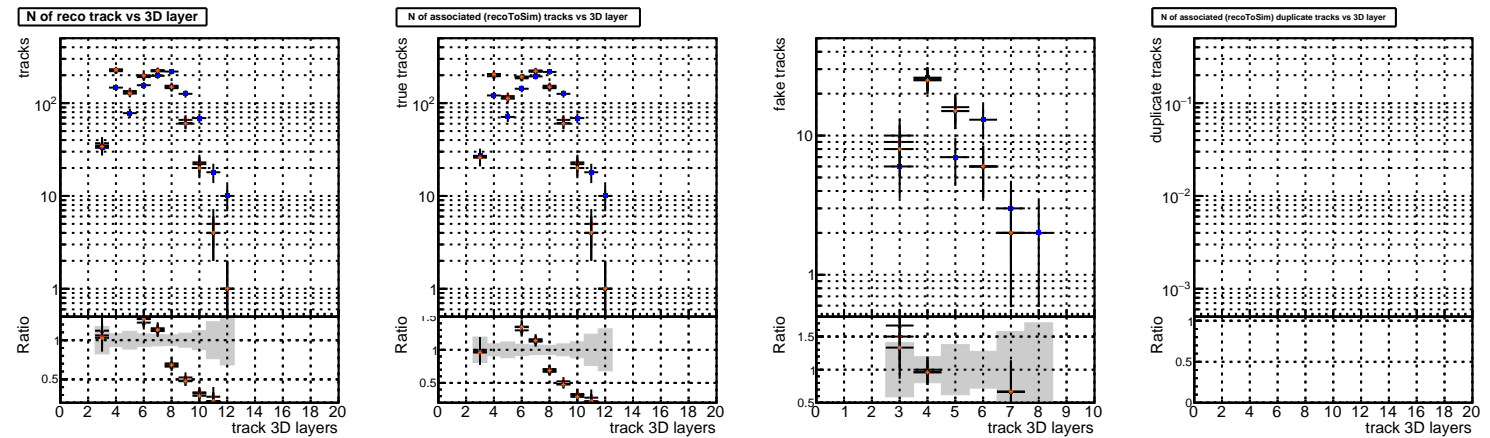 N of reco track vs 3D layer
tracks
10²
10
1
Ratio
1
0.5
0 2 4 6 8 10 12 14 16 18 20
track 3D layers
N of associated (recoToSim) tracks vs 3D layer
true tracks
10²
10
1
Ratio
1.5
1
0.5
0 2 4 6 8 10 12 14 16 18 20
track 3D layers
fake tracks
10
1
Ratio
1.5
1
0.5
0 1 2 3 4 5 6 7 8 9 10
track 3D layers
N of associated (recoToSim) duplicate tracks vs 3D layer
duplicate tracks
10⁻¹
10⁻²
10⁻³
Ratio
1
0.5
0
0 2 4 6 8 10 12 14 16 18 20
track 3D layers